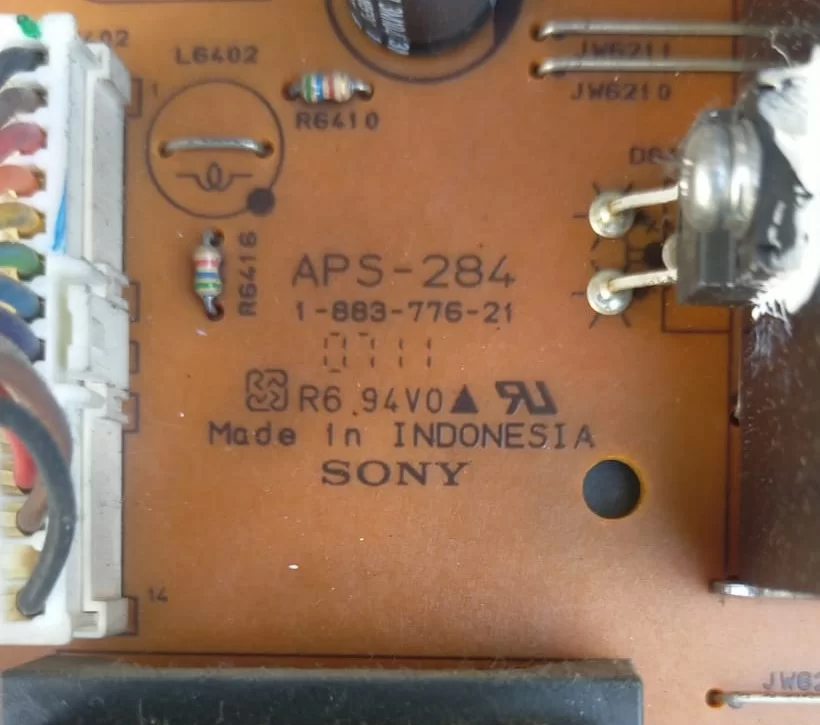 L6402
1
R6410
JW6211
JW6210
R6416
APS-284
1-883-776-21
0711
R6.94V0
Made in INDONESIA
SONY
14